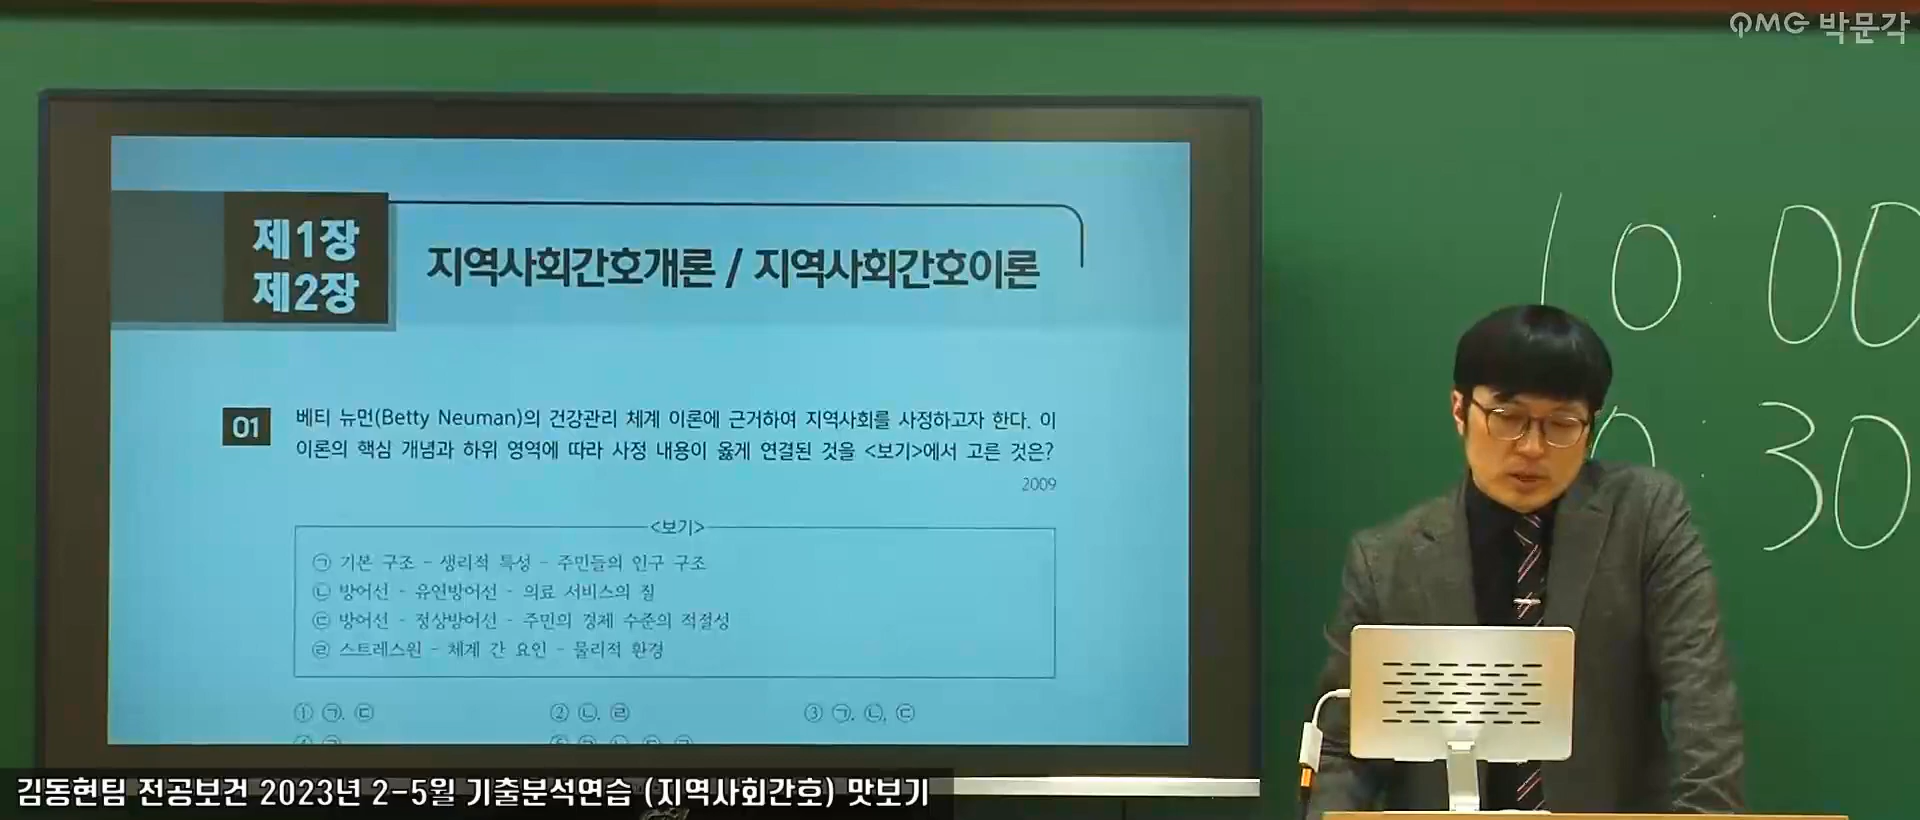 PMG 박문각
제1장
제2장
지역사회간호개론 / 지역사회간호이론
01
베티 뉴먼(Betty Neuman)의 건강관리 체계 이론에 근거하여 지역사회를 사정하고자 한다. 이
이론의 핵심 개념과 하위 영역에 따라 사정 내용이 옳게 연결된 것을 <보기>에서 고른 것은?
2009
<보기>
㉠ 기본 구조 - 생리적 특성 - 주민들의 인구 구조
㉡ 방어선 - 유연방어선 - 의료 서비스의 질
㉢ 방어선 - 정상방어선 - 주민의 경제 수준의 적절성
㉣ 스트레스원 - 체계 간 요인 - 물리적 환경
① ㉠, ㉢
② ㉡, ㉣
③ ㉠, ㉡, ㉢
10:00
0:30
김동현팀 전공보건 2023년 2-5월 기출분석연습 (지역사회간호) 맛보기